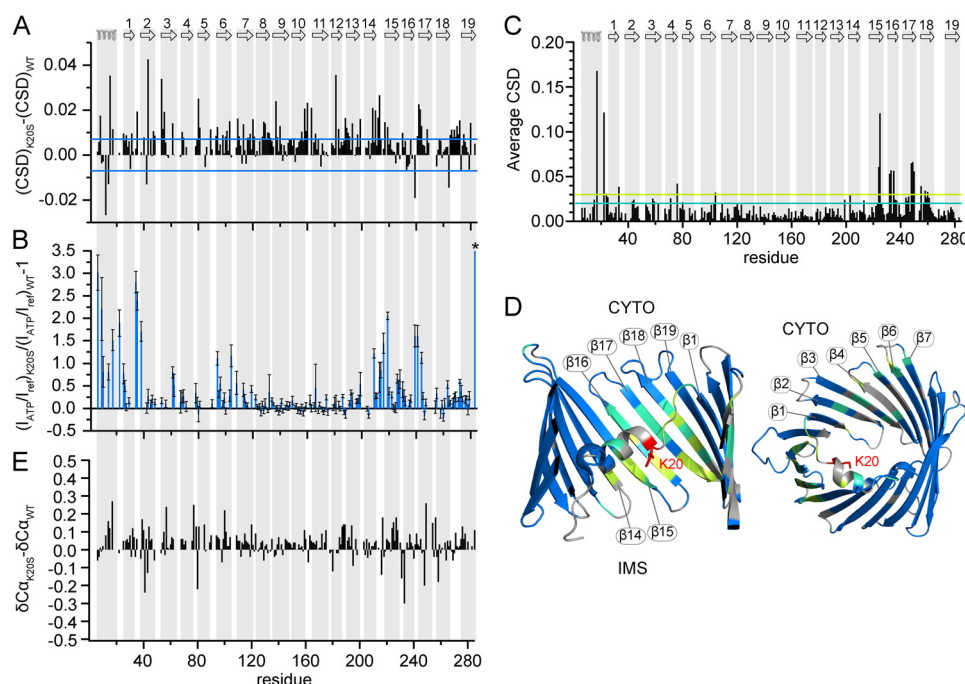 A
1 2 3 4 5 6 7 8 9 10 11 12 13 14 15 16 17 18 19
(CSD)K20S-(CSD)WT
0.04
0.02
0.00
-0.02
B
(IATP/Iref)K20S/(IATP/Iref)WT-1
3.5
3.0
2.5
2.0
1.5
1.0
0.5
0.0
-0.5
*
E
δCαK20S-δCαWT
0.5
0.4
0.3
0.2
0.1
0.0
-0.1
-0.2
-0.3
-0.4
-0.5
40 80 120 160 200 240 280
residue
C
1 2 3 4 5 6 7 8 9 10 11 12 13 14 15 16 17 18 19
Average CSD
0.20
0.15
0.10
0.05
0.00
40 80 120 160 200 240 280
residue
D
CYTO
β16
β17
β18
β19
β1
K20
β14
β15
IMS
CYTO
β1
β2
β3
β4
β5
β6
β7
K20